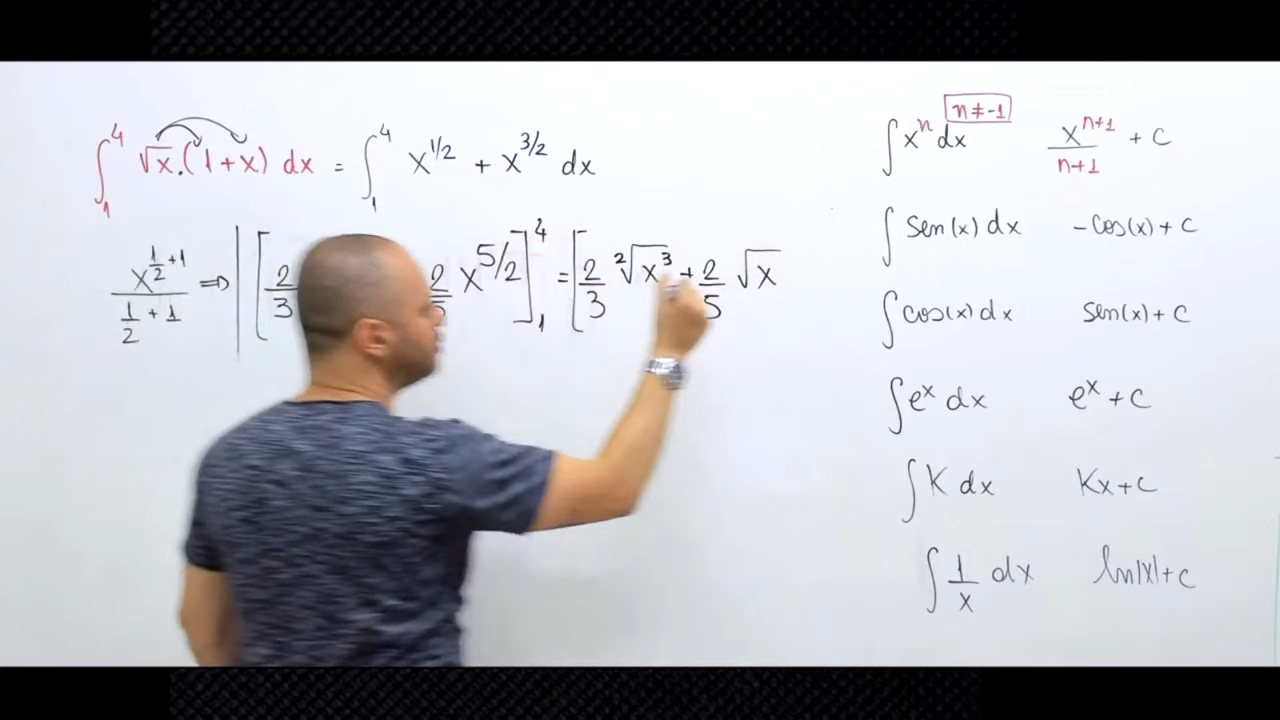 ∫₁⁴ √x.(1+x) dx = ∫₁⁴ x^{1/2} + x^{3/2} dx
x^{1/2+1} / (1/2+1) ⇒ | [2/3 2/5 x^{5/2}]₁⁴ = [2/3 ²√x³ + 2/5 √x
∫xⁿdx n≠-1 x^{n+1}/(n+1) + c
∫sen(x)dx -cos(x)+c
∫cos(x)dx sen(x)+c
∫eˣ dx eˣ+c
∫K dx Kx+c
∫1/x dx ln|x|+c